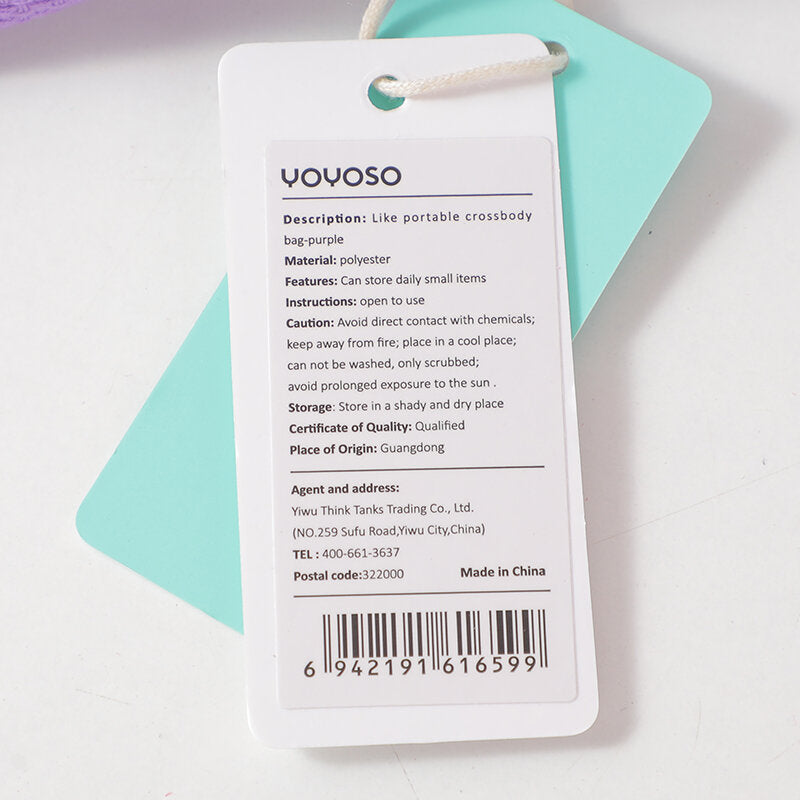 YOYOSO
Description: Like portable crossbody
bag-purple
Material: polyester
Features: Can store daily small items
Instructions: open to use
Caution: Avoid direct contact with chemicals;
keep away from fire; place in a cool place;
can not be washed, only scrubbed;
avoid prolonged exposure to the sun .
Storage: Store in a shady and dry place
Certificate of Quality: Qualified
Place of Origin: Guangdong
Agent and address:
Yiwu Think Tanks Trading Co., Ltd.
(NO.259 Sufu Road,Yiwu City,China)
TEL : 400-661-3637
Postal code:322000 Made in China
6 942191 616599